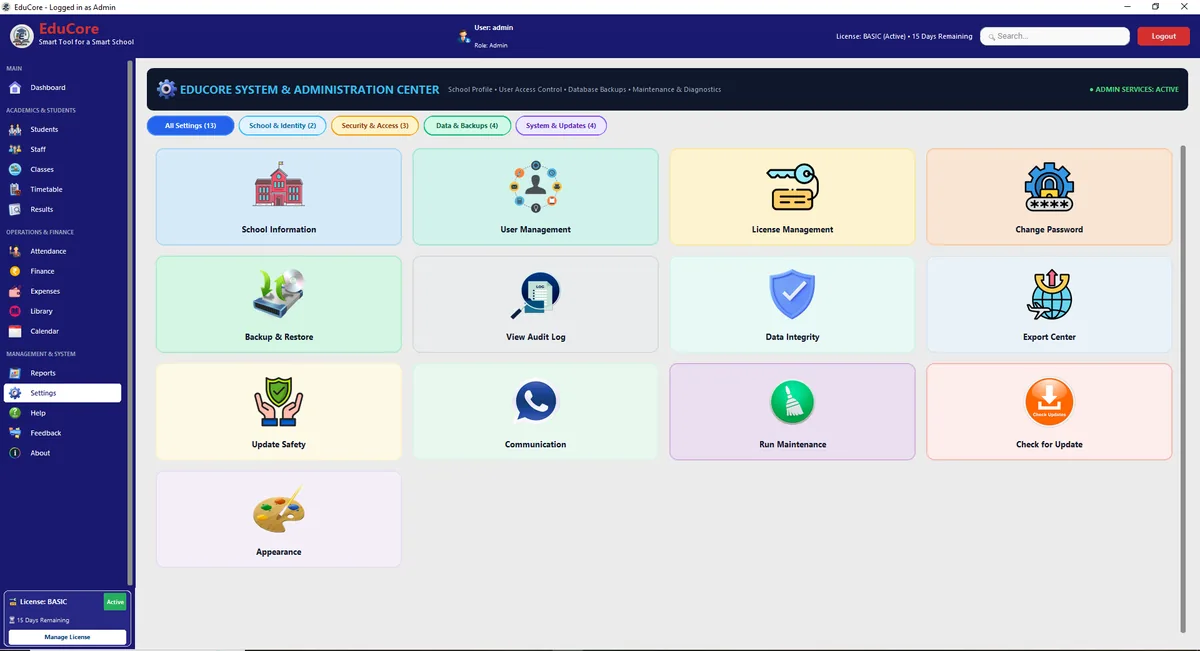 EduCore - Logged in as Admin
EduCore
Smart Tool for a Smart School
User: admin
Role: Admin
License: BASIC (Active) • 15 Days Remaining
Search...
Logout
MAIN
Dashboard
ACADEMICS & STUDENTS
Students
Staff
Classes
Timetable
Results
OPERATIONS & FINANCE
Attendance
Finance
Expenses
Library
Calendar
MANAGEMENT & SYSTEM
Reports
Settings
Help
Feedback
About
License: BASIC
Active
15 Days Remaining
Manage License
EDUCORE SYSTEM & ADMINISTRATION CENTER
School Profile • User Access Control • Database Backups • Maintenance & Diagnostics
● ADMIN SERVICES: ACTIVE
All Settings (13)
School & Identity (2)
Security & Access (3)
Data & Backups (4)
System & Updates (4)
School Information
User Management
License Management
****
Change Password
Backup & Restore
LOG
View Audit Log
Data Integrity
Export Center
Update Safety
Communication
Run Maintenance
Check Updates
Check for Update
Appearance